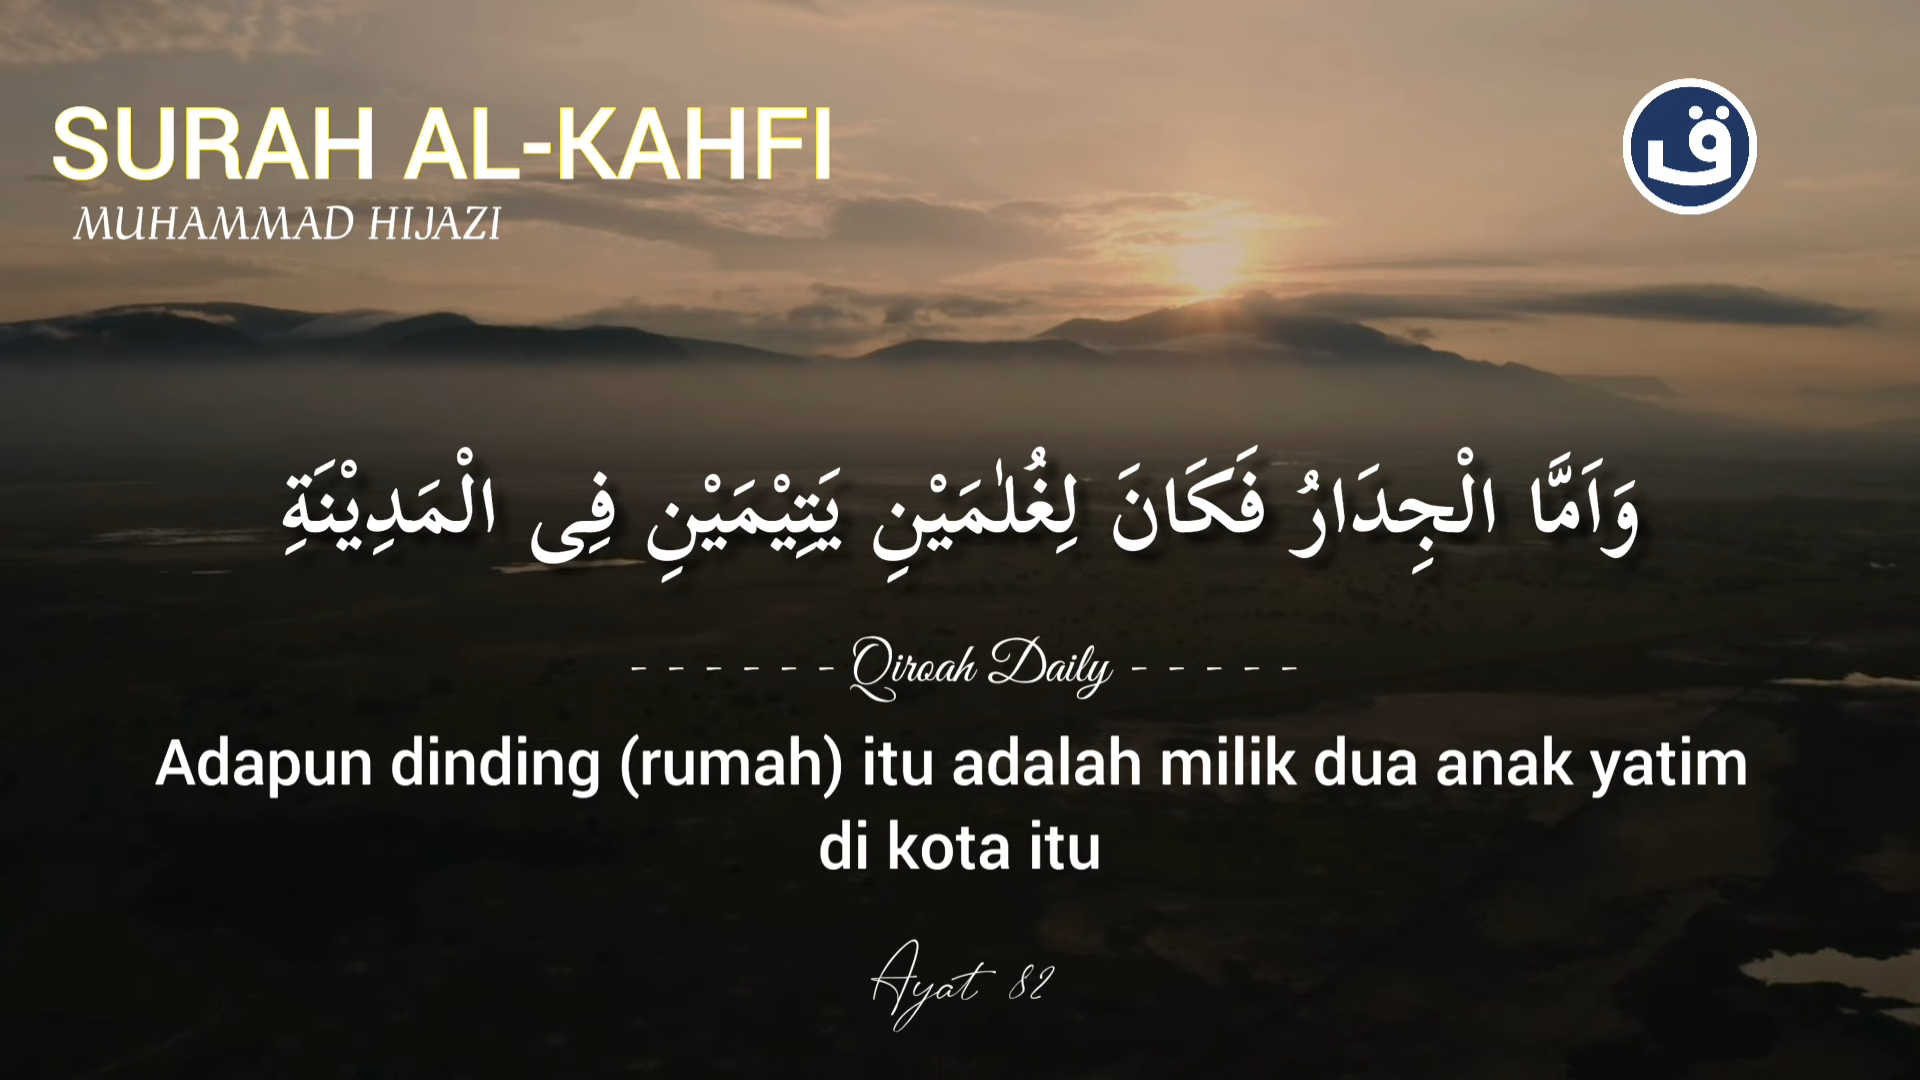 SURAH AL-KAHFI
MUHAMMAD HIJAZI
ق
وَاَمَّا الْجِدَارُ فَكَانَ لِغُلٰمَيْنِ يَتِيْمَيْنِ فِى الْمَدِيْنَةِ
- - - - - - Qiroah Daily - - - - -
Adapun dinding (rumah) itu adalah milik dua anak yatim
di kota itu
Ayat 82